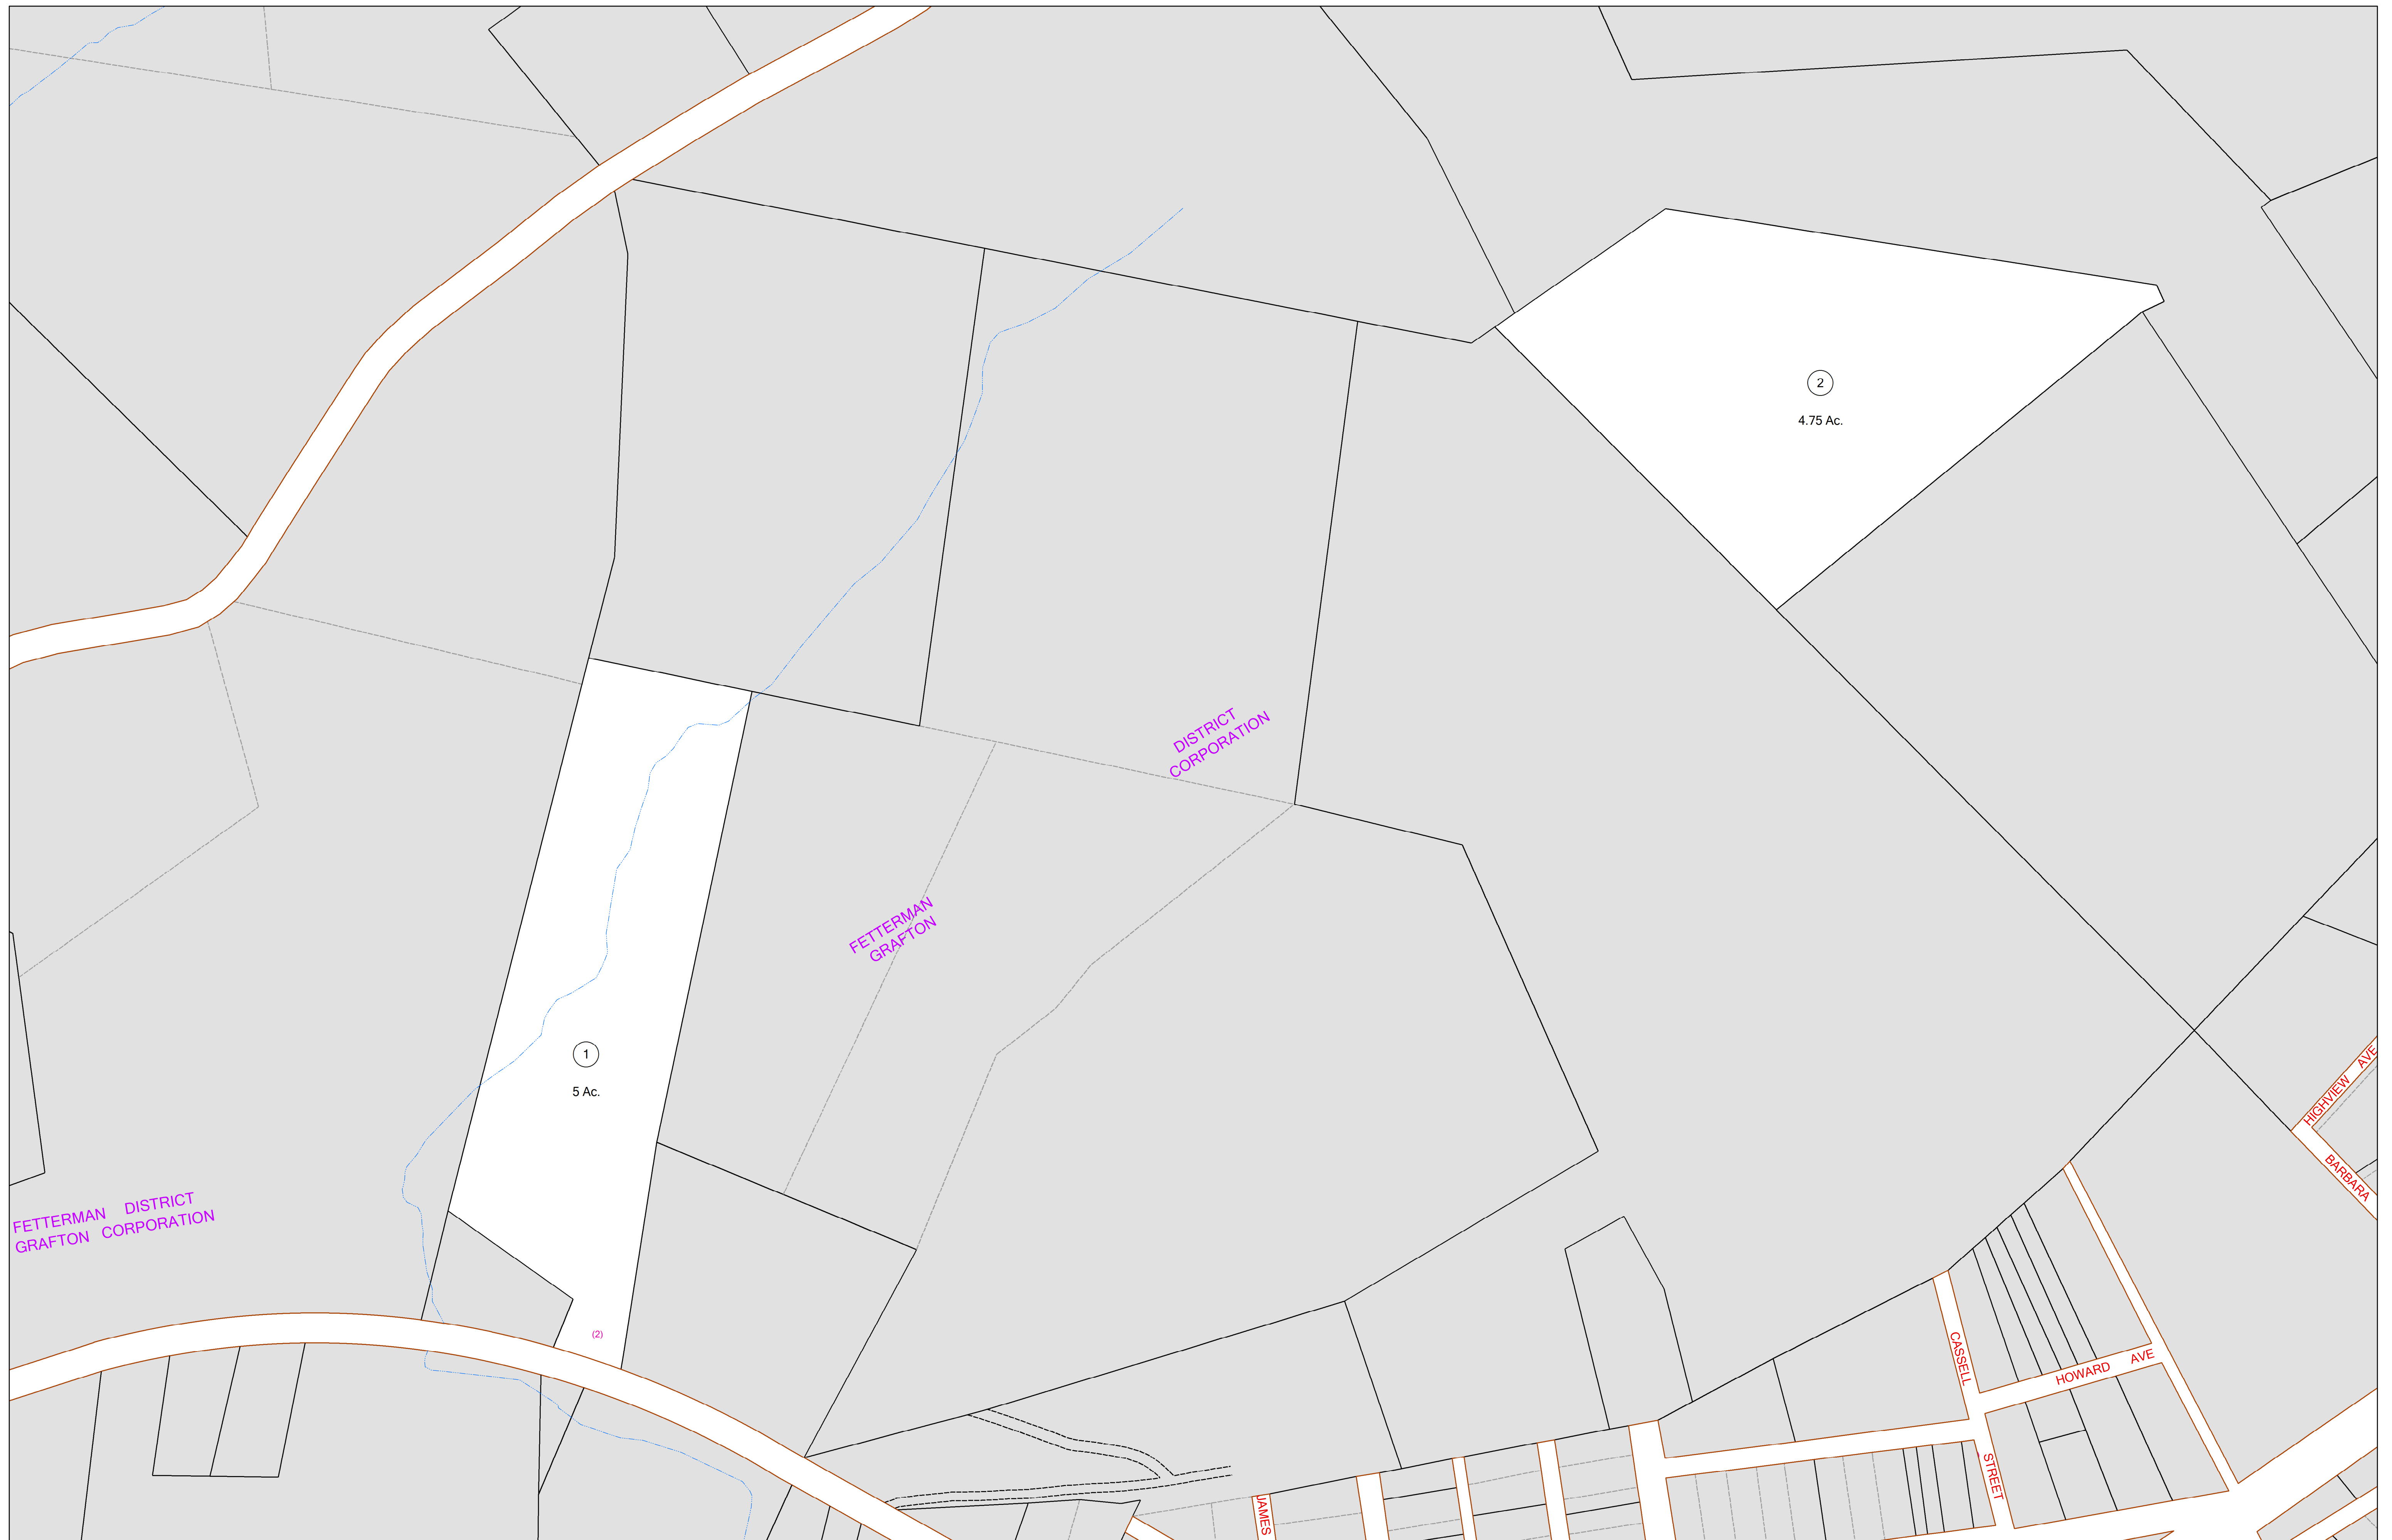 2
4.75 Ac.
DISTRICT
CORPORATION
FETTERMAN
GRAFTON
1
5 Ac.
HIGHVIEW AVE
BARBARA
FETTERMAN DISTRICT
GRAFTON CORPORATION
(2)
CASSELL
STREET
HOWARD AVE
JAMES